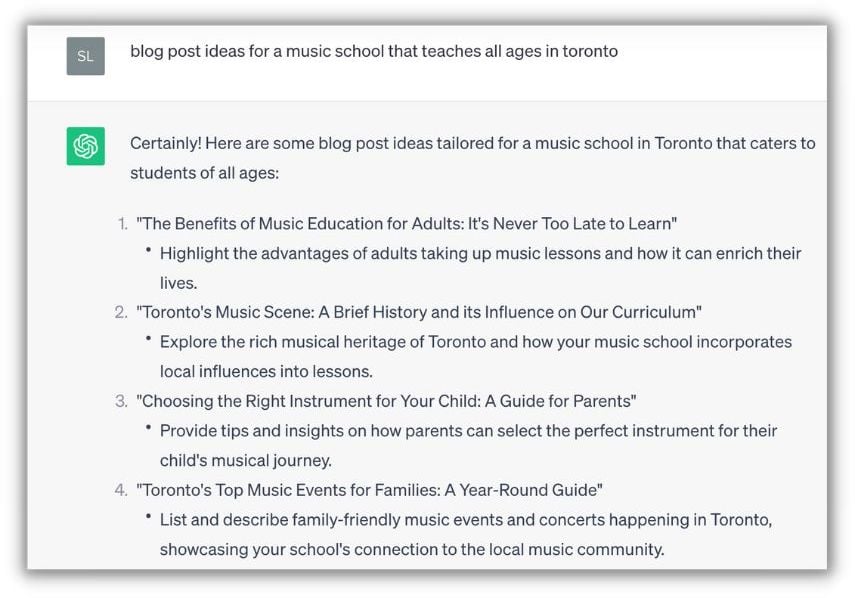 SL
blog post ideas for a music school that teaches all ages in toronto
Certainly! Here are some blog post ideas tailored for a music school in Toronto that caters to
students of all ages:
1. "The Benefits of Music Education for Adults: It's Never Too Late to Learn"
• Highlight the advantages of adults taking up music lessons and how it can enrich their
lives.
2. "Toronto's Music Scene: A Brief History and its Influence on Our Curriculum"
• Explore the rich musical heritage of Toronto and how your music school incorporates
local influences into lessons.
3. "Choosing the Right Instrument for Your Child: A Guide for Parents"
• Provide tips and insights on how parents can select the perfect instrument for their
child's musical journey.
4. "Toronto's Top Music Events for Families: A Year-Round Guide"
• List and describe family-friendly music events and concerts happening in Toronto,
showcasing your school's connection to the local music community.